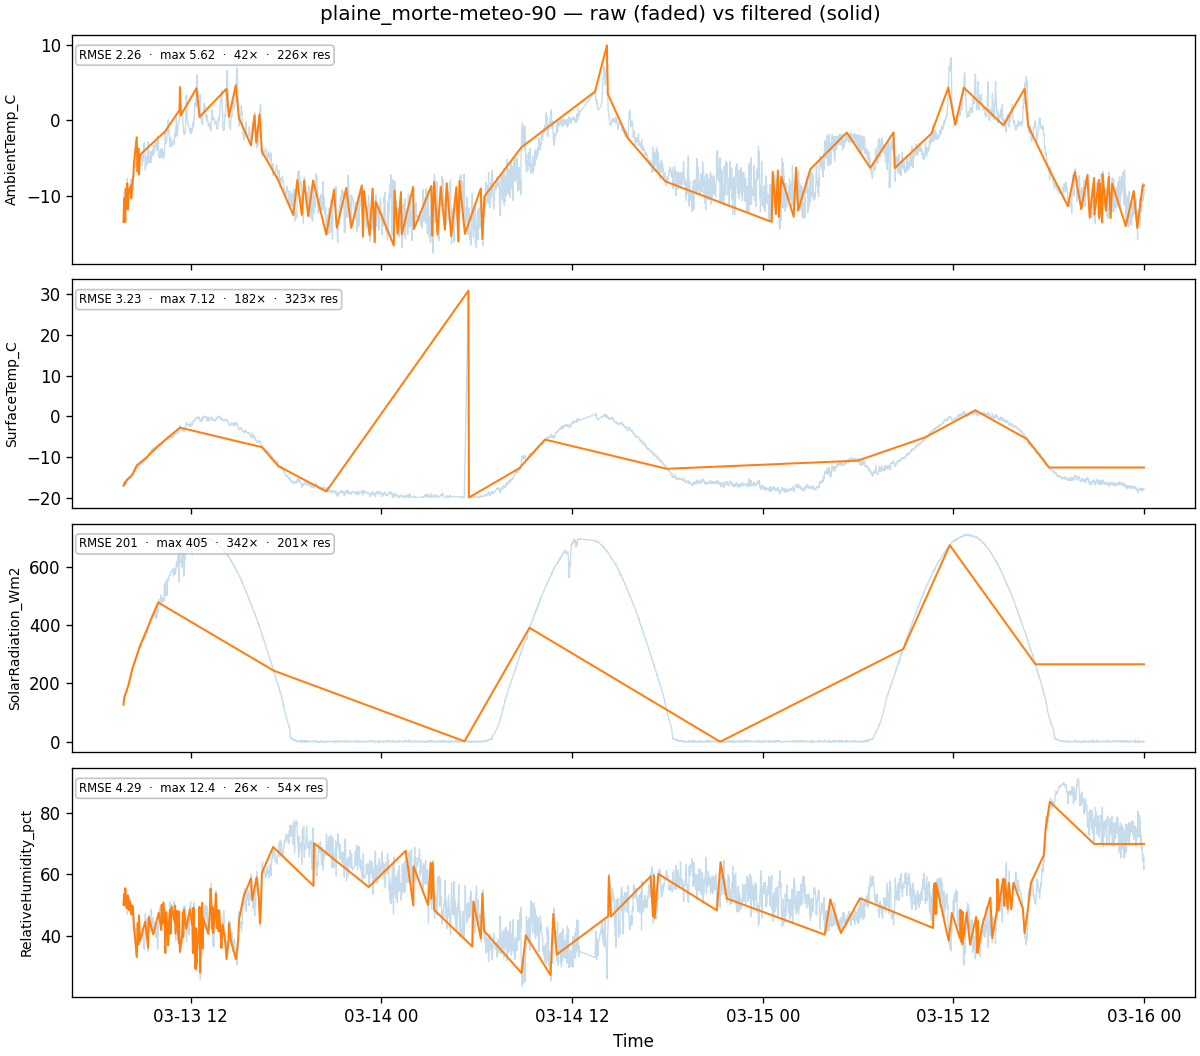 plaine_morte-meteo-90 — raw (faded) vs filtered (solid)
RMSE 2.26 · max 5.62 · 42× · 226× res
AmbientTemp_C
10
0
−10
RMSE 3.23 · max 7.12 · 182× · 323× res
SurfaceTemp_C
30
20
10
0
−10
−20
RMSE 201 · max 405 · 342× · 201× res
SolarRadiation_Wm2
600
400
200
0
RMSE 4.29 · max 12.4 · 26× · 54× res
RelativeHumidity_pct
80
60
40
03-13 12
03-14 00
03-14 12
03-15 00
03-15 12
03-16 00
Time